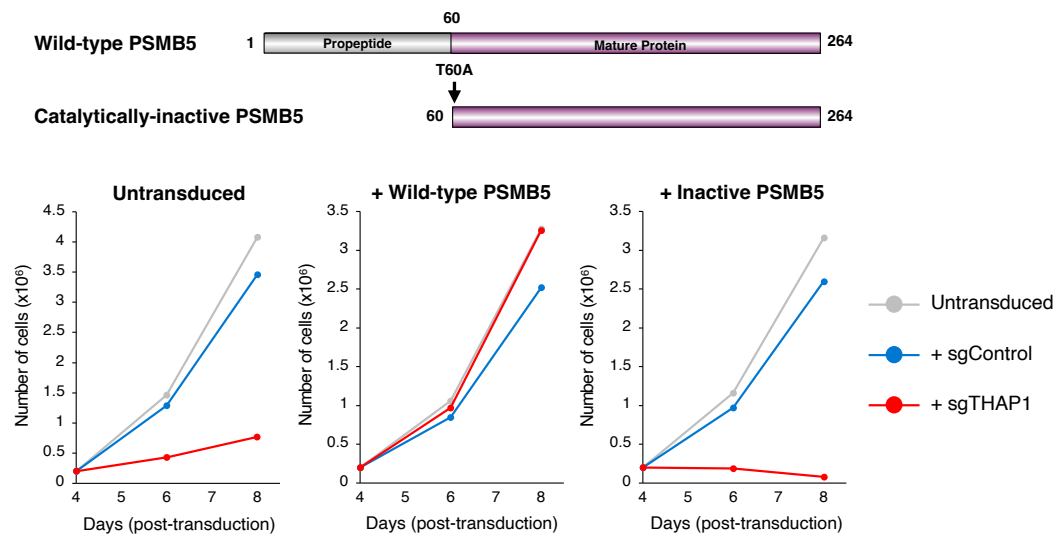 60
Wild-type PSMB5 1 Propeptide Mature Protein 264
T60A
Catalytically-inactive PSMB5 60 264
Untransduced
4.5
4
3.5
3
2.5
2
1.5
1
0.5
0
4 5 6 7 8
Number of cells (x10⁶)
Days (post-transduction)
+ Wild-type PSMB5
3.5
3
2.5
2
1.5
1
0.5
0
4 5 6 7 8
Number of cells (x10⁶)
Days (post-transduction)
+ Inactive PSMB5
3.5
3
2.5
2
1.5
1
0.5
0
4 5 6 7 8
Number of cells (x10⁶)
Days (post-transduction)
Untransduced
+ sgControl
+ sgTHAP1